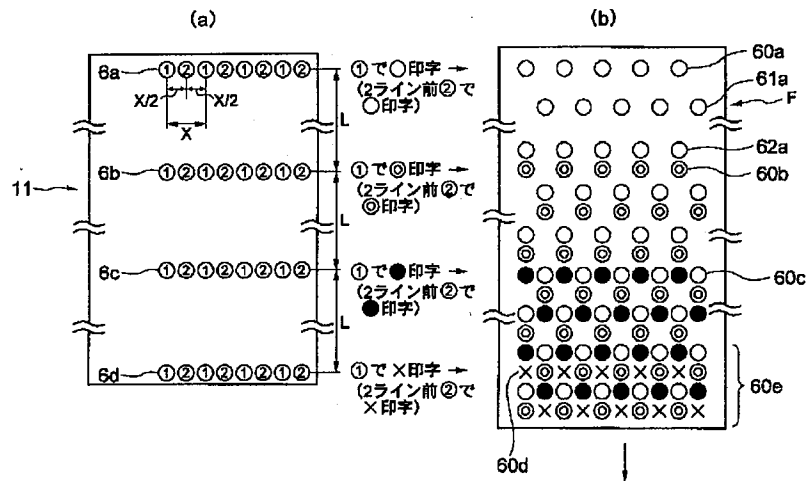 (a)
(b)
6a ①②①②①②①②
X/2 X/2
X
L
①で○印字
(2ライン前②で
○印字)
60a
61a
F
11
6b ①②①②①②①②
L
①で◎印字
(2ライン前②で
◎印字)
62a
60b
6c ①②①②①②①②
L
①で●印字
(2ライン前②で
●印字)
60c
6d ①②①②①②①②
①で×印字
(2ライン前②で
×印字)
60d
60e